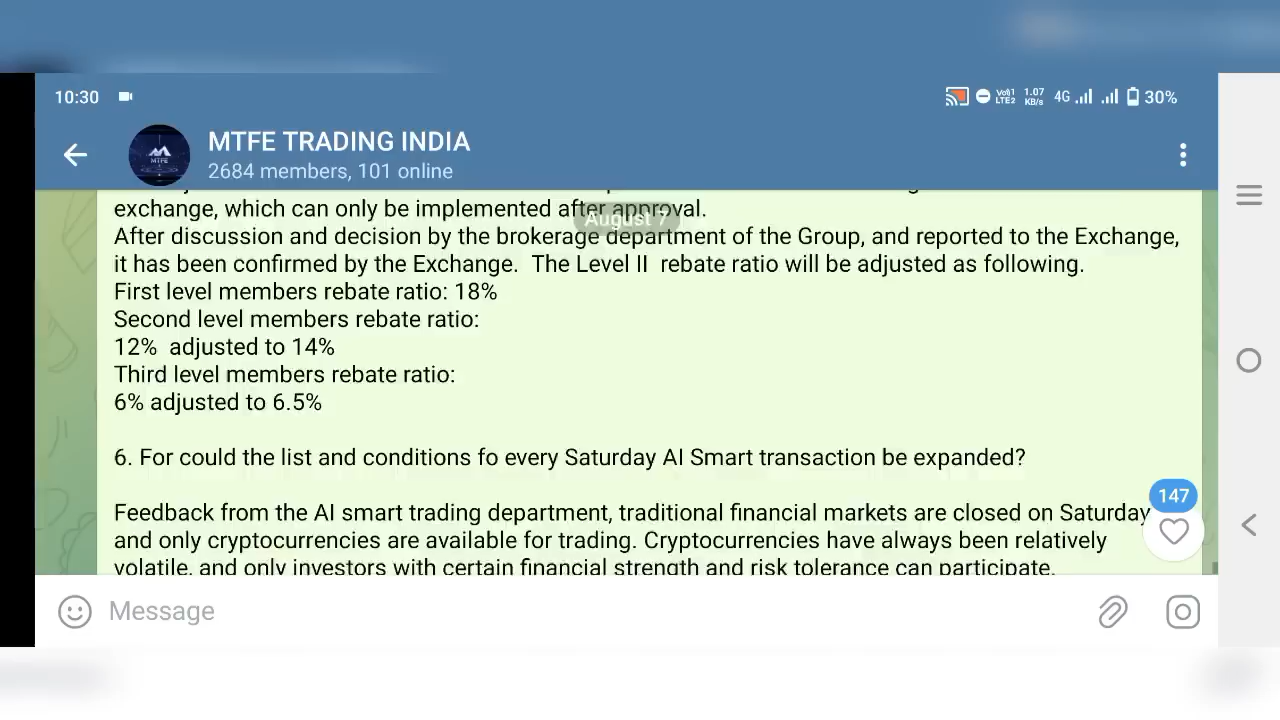 10:30
Vo)1 1.07 4G 30%
LTE2 KB/s
MTFE TRADING INDIA
2684 members, 101 online
MTFE
exchange, which can only be implemented after approval.
August 7
After discussion and decision by the brokerage department of the Group, and reported to the Exchange,
it has been confirmed by the Exchange. The Level II rebate ratio will be adjusted as following.
First level members rebate ratio: 18%
Second level members rebate ratio:
12% adjusted to 14%
Third level members rebate ratio:
6% adjusted to 6.5%
6. For could the list and conditions fo every Saturday AI Smart transaction be expanded?
147
Feedback from the AI smart trading department, traditional financial markets are closed on Saturday
and only cryptocurrencies are available for trading. Cryptocurrencies have always been relatively
volatile, and only investors with certain financial strength and risk tolerance can participate.
Message